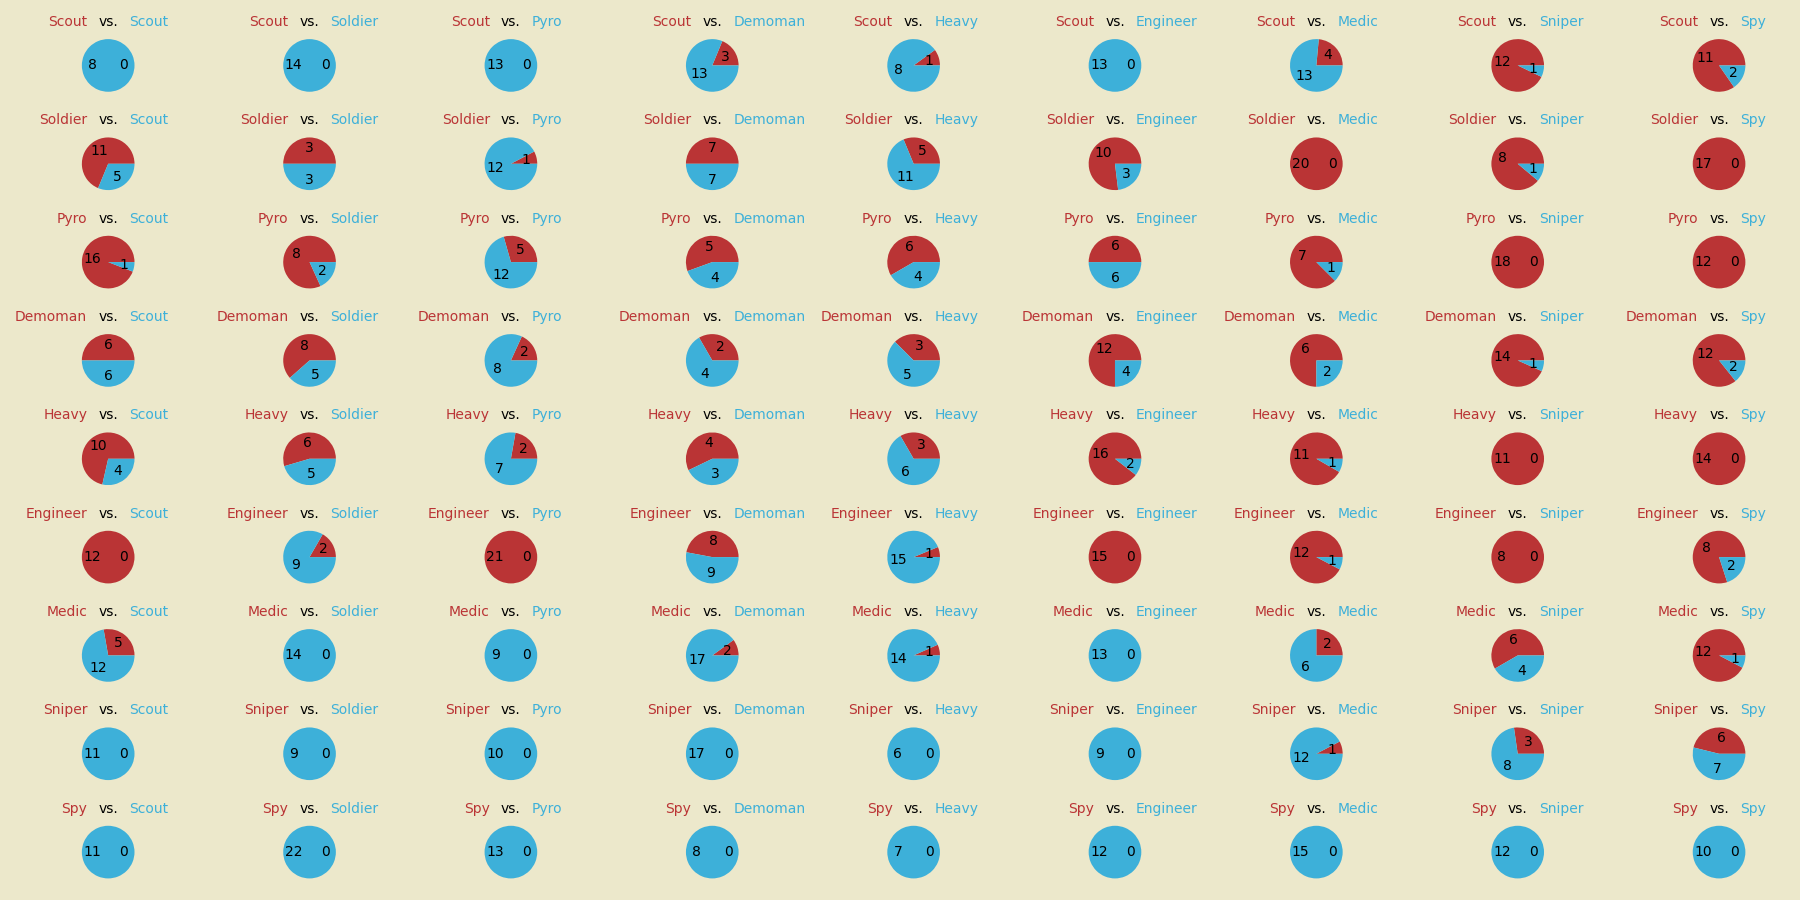 Scout vs. Scout Scout vs. Soldier Scout vs. Pyro Scout vs. Demoman Scout vs. Heavy Scout vs. Engineer Scout vs. Medic Scout vs. Sniper Scout vs. Spy
8 0 14 0 13 0 13 3 8 1 13 0 13 4 12 1 11 2
Soldier vs. Scout Soldier vs. Soldier Soldier vs. Pyro Soldier vs. Demoman Soldier vs. Heavy Soldier vs. Engineer Soldier vs. Medic Soldier vs. Sniper Soldier vs. Spy
11 5 3 3 12 1 7 7 11 5 10 3 20 0 8 1 17 0
Pyro vs. Scout Pyro vs. Soldier Pyro vs. Pyro Pyro vs. Demoman Pyro vs. Heavy Pyro vs. Engineer Pyro vs. Medic Pyro vs. Sniper Pyro vs. Spy
16 1 8 2 12 5 5 4 6 4 6 6 7 1 18 0 12 0
Demoman vs. Scout Demoman vs. Soldier Demoman vs. Pyro Demoman vs. Demoman Demoman vs. Heavy Demoman vs. Engineer Demoman vs. Medic Demoman vs. Sniper Demoman vs. Spy
6 6 8 5 8 2 4 2 5 3 12 4 6 2 14 1 12 2
Heavy vs. Scout Heavy vs. Soldier Heavy vs. Pyro Heavy vs. Demoman Heavy vs. Heavy Heavy vs. Engineer Heavy vs. Medic Heavy vs. Sniper Heavy vs. Spy
10 4 6 5 7 2 4 3 6 3 16 2 11 1 11 0 14 0
Engineer vs. Scout Engineer vs. Soldier Engineer vs. Pyro Engineer vs. Demoman Engineer vs. Heavy Engineer vs. Engineer Engineer vs. Medic Engineer vs. Sniper Engineer vs. Spy
12 0 9 2 21 0 8 9 15 1 15 0 12 1 8 0 8 2
Medic vs. Scout Medic vs. Soldier Medic vs. Pyro Medic vs. Demoman Medic vs. Heavy Medic vs. Engineer Medic vs. Medic Medic vs. Sniper Medic vs. Spy
12 5 14 0 9 0 17 2 14 1 13 0 6 2 6 4 12 1
Sniper vs. Scout Sniper vs. Soldier Sniper vs. Pyro Sniper vs. Demoman Sniper vs. Heavy Sniper vs. Engineer Sniper vs. Medic Sniper vs. Sniper Sniper vs. Spy
11 0 9 0 10 0 17 0 6 0 9 0 12 1 8 3 6 7
Spy vs. Scout Spy vs. Soldier Spy vs. Pyro Spy vs. Demoman Spy vs. Heavy Spy vs. Engineer Spy vs. Medic Spy vs. Sniper Spy vs. Spy
11 0 22 0 13 0 8 0 7 0 12 0 15 0 12 0 10 0